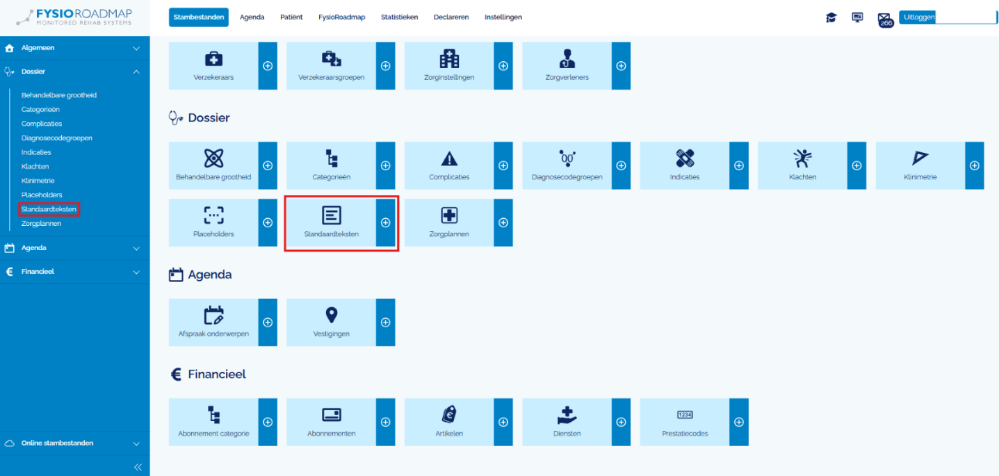 FYSIOROADMAP
MONITORED REHAB SYSTEMS
Stambestanden Agenda Patiënt FysioRoadmap Statistieken Declareren Instellingen
266
Uitloggen
Algemeen
Dossier
Behandelbare grootheid
Categorieën
Complicaties
Diagnosecodegroepen
Indicaties
Klachten
Klinimetrie
Placeholders
Standaardteksten
Zorgplannen
Agenda
Financieel
Online stambestanden
Verzekeraars Verzekeraarsgroepen Zorginstellingen Zorgverleners
Dossier
Behandelbare grootheid Categorieën Complicaties Diagnosecodegroepen Indicaties Klachten Klinimetrie
Placeholders Standaardteksten Zorgplannen
Agenda
Afspraak onderwerpen Vestigingen
Financieel
1234
Abonnement categorie Abonnementen Artikelen Diensten Prestatiecodes